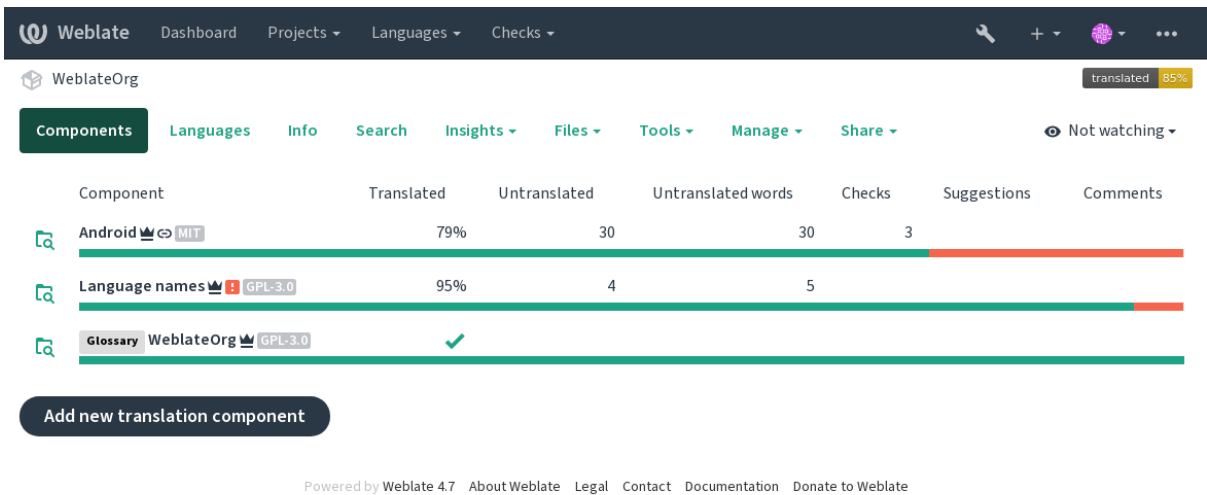 Weblate Dashboard Projects Languages Checks
WeblateOrg translated 85%
Components Languages Info Search Insights Files Tools Manage Share Not watching
Component Translated Untranslated Untranslated words Checks Suggestions Comments
Android MIT 79% 30 30 3
Language names GPL-3.0 95% 4 5
Glossary WeblateOrg GPL-3.0
Add new translation component
Powered by Weblate 4.7 About Weblate Legal Contact Documentation Donate to Weblate